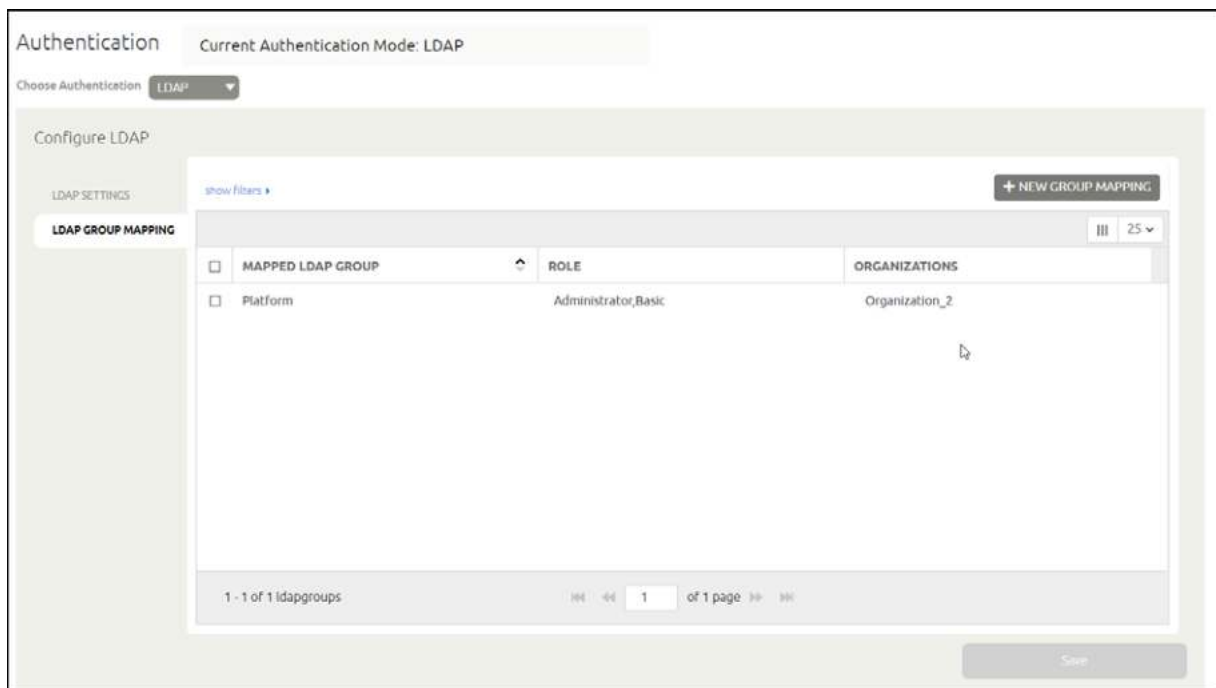 Authentication Current Authentication Mode: LDAP
Choose Authentication LDAP
Configure LDAP
LDAP SETTINGS
LDAP GROUP MAPPING
show filters
+ NEW GROUP MAPPING
25
MAPPED LDAP GROUP ROLE ORGANIZATIONS
Platform Administrator,Basic Organization_2
1 - 1 of 1 ldapgroups 1 of 1 page
Save